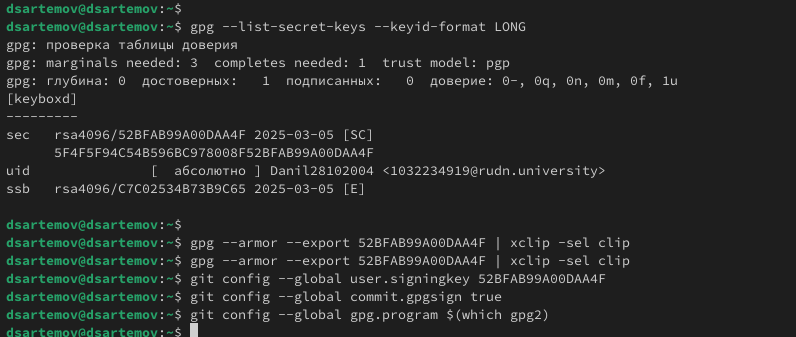 dsartemov@dsartemov:~$
dsartemov@dsartemov:~$ gpg --list-secret-keys --keyid-format LONG
gpg: проверка таблицы доверия
gpg: marginals needed: 3  completes needed: 1  trust model: pgp
gpg: глубина: 0  достоверных:   1  подписанных:   0  доверие: 0-, 0q, 0n, 0m, 0f, 1u
[keyboxd]
---------
sec   rsa4096/52BFAB99A00DAA4F 2025-03-05 [SC]
      5F4F5F94C54B596BC978008F52BFAB99A00DAA4F
uid              [  абсолютно ] Danil28102004 <1032234919@rudn.university>
ssb   rsa4096/C7C02534B73B9C65 2025-03-05 [E]
dsartemov@dsartemov:~$
dsartemov@dsartemov:~$ gpg --armor --export 52BFAB99A00DAA4F | xclip -sel clip
dsartemov@dsartemov:~$ gpg --armor --export 52BFAB99A00DAA4F | xclip -sel clip
dsartemov@dsartemov:~$ git config --global user.signingkey 52BFAB99A00DAA4F
dsartemov@dsartemov:~$ git config --global commit.gpgsign true
dsartemov@dsartemov:~$ git config --global gpg.program $(which gpg2)
dsartemov@dsartemov:~$